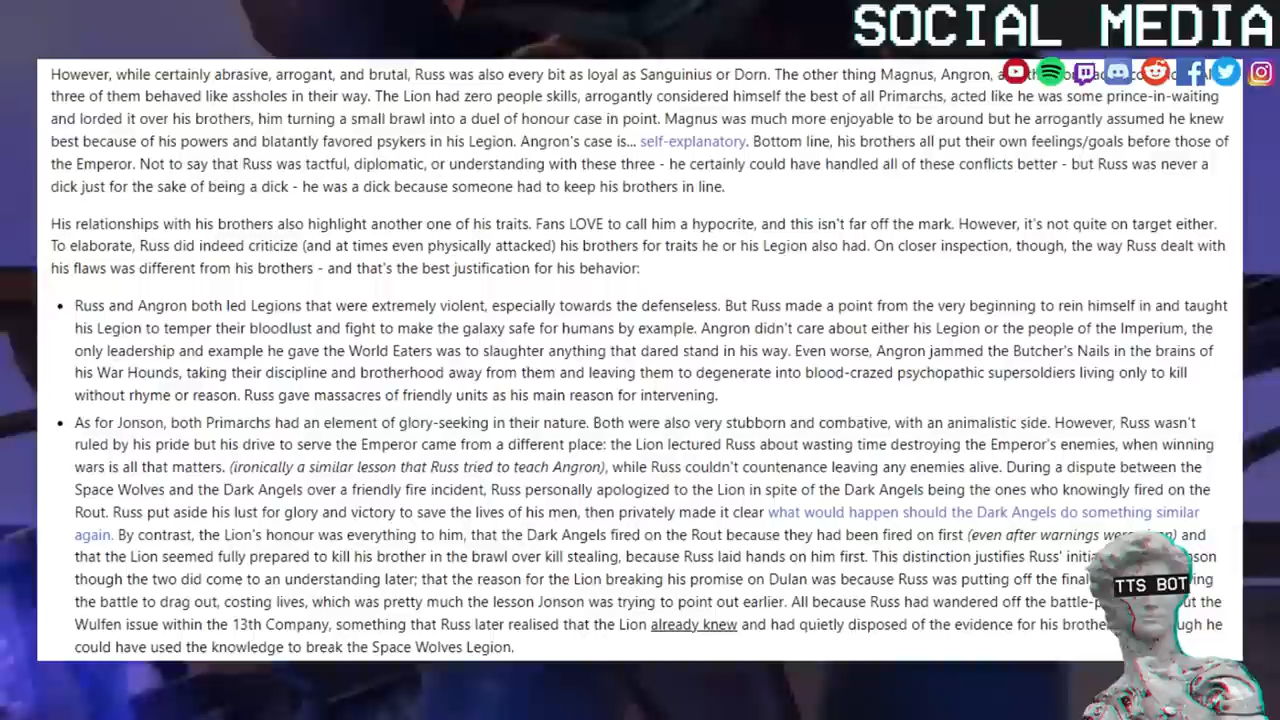 SOCIAL MEDIA
However, while certainly abrasive, arrogant, and brutal, Russ was also every bit as loyal as Sanguinius or Dorn. The other thing Magnus, Angron,
three of them behaved like assholes in their way. The Lion had zero people skills, arrogantly considered himself the best of all Primarchs, acted like he was some prince-in-waiting
and lorded it over his brothers, him turning a small brawl into a duel of honour case in point. Magnus was much more enjoyable to be around but he arrogantly assumed he knew
best because of his powers and blatantly favored psykers in his Legion. Angron's case is... self-explanatory. Bottom line, his brothers all put their own feelings/goals before those of
the Emperor. Not to say that Russ was tactful, diplomatic, or understanding with these three - he certainly could have handled all of these conflicts better - but Russ was never a
dick just for the sake of being a dick - he was a dick because someone had to keep his brothers in line.
His relationships with his brothers also highlight another one of his traits. Fans LOVE to call him a hypocrite, and this isn't far off the mark. However, it's not quite on target either.
To elaborate, Russ did indeed criticize (and at times even physically attacked) his brothers for traits he or his Legion also had. On closer inspection, though, the way Russ dealt with
his flaws was different from his brothers - and that's the best justification for his behavior:
• Russ and Angron both led Legions that were extremely violent, especially towards the defenseless. But Russ made a point from the very beginning to rein himself in and taught
his Legion to temper their bloodlust and fight to make the galaxy safe for humans by example. Angron didn't care about either his Legion or the people of the Imperium, the
only leadership and example he gave the World Eaters was to slaughter anything that dared stand in his way. Even worse, Angron jammed the Butcher's Nails in the brains of
his War Hounds, taking their discipline and brotherhood away from them and leaving them to degenerate into blood-crazed psychopathic supersoldiers living only to kill
without rhyme or reason. Russ gave massacres of friendly units as his main reason for intervening.
• As for Jonson, both Primarchs had an element of glory-seeking in their nature. Both were also very stubborn and combative, with an animalistic side. However, Russ wasn't
ruled by his pride but his drive to serve the Emperor came from a different place: the Lion lectured Russ about wasting time destroying the Emperor's enemies, when winning
wars is all that matters. (ironically a similar lesson that Russ tried to teach Angron), while Russ couldn't countenance leaving any enemies alive. During a dispute between the
Space Wolves and the Dark Angels over a friendly fire incident, Russ personally apologized to the Lion in spite of the Dark Angels being the ones who knowingly fired on the
Rout. Russ put aside his lust for glory and victory to save the lives of his men, then privately made it clear what would happen should the Dark Angels do something similar
again. By contrast, the Lion's honour was everything to him, that the Dark Angels fired on the Rout because they had been fired on first (even after warnings and
that the Lion seemed fully prepared to kill his brother in the brawl over kill stealing, because Russ laid hands on him first. This distinction justifies Russ'
though the two did come to an understanding later; that the reason for the Lion breaking his promise on Dulan was because Russ was putting off the final
the battle to drag out, costing lives, which was pretty much the lesson Jonson was trying to point out earlier. All because Russ had wandered off the the
Wulfen issue within the 13th Company, something that Russ later realised that the Lion already knew and had quietly disposed of the evidence for his he
could have used the knowledge to break the Space Wolves Legion.
TTS BOT